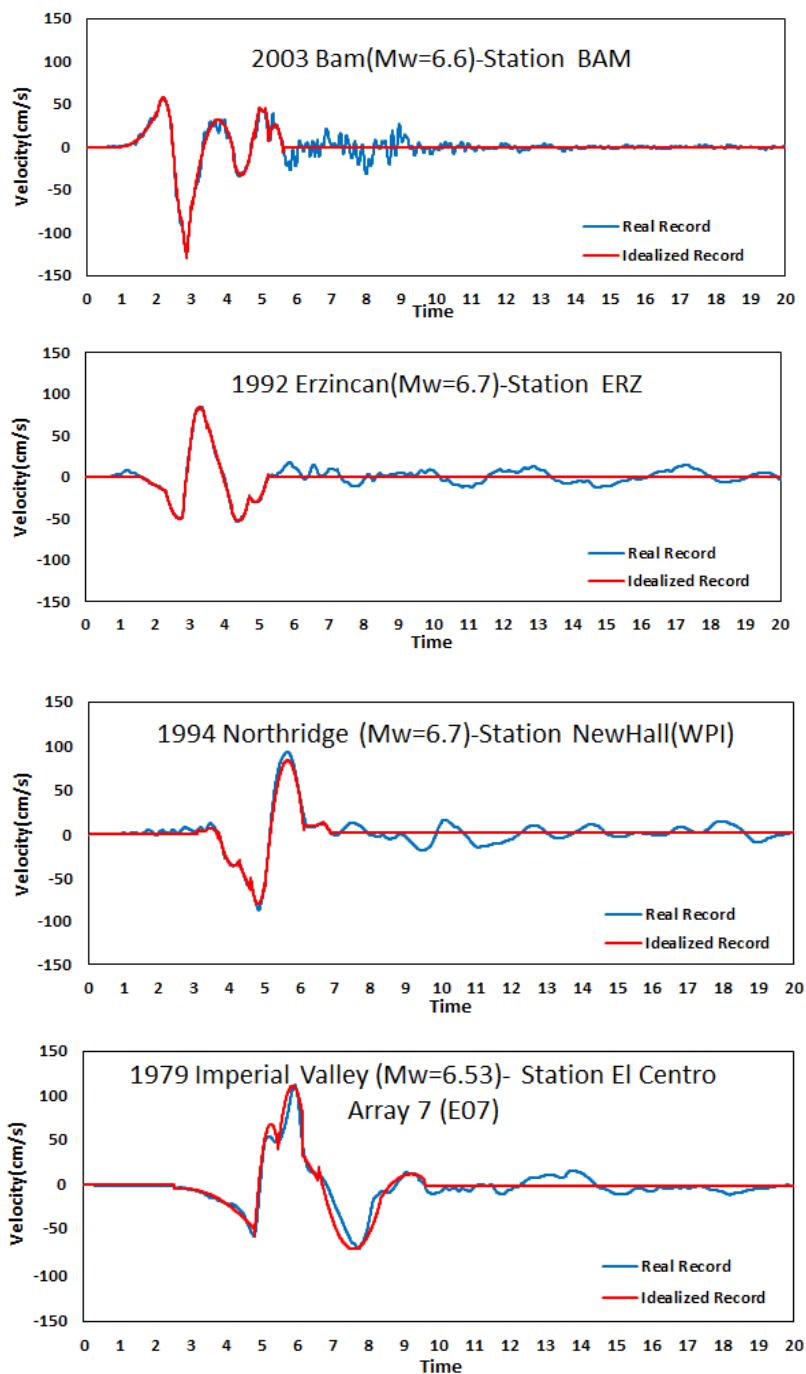 2003 Bam(Mw=6.6)-Station BAM
Velocity(cm/s)
150
100
50
0
-50
-100
-150
Real Record
Idealized Record
0 1 2 3 4 5 6 7 8 9 10 11 12 13 14 15 16 17 18 19 20
Time
1992 Erzincan(Mw=6.7)-Station ERZ
Velocity(cm/s)
150
100
50
0
-50
-100
-150
Real Record
Idealized Record
0 1 2 3 4 5 6 7 8 9 10 11 12 13 14 15 16 17 18 19 20
Time
1994 Northridge (Mw=6.7)-Station NewHall(WPI)
Velocity(cm/s)
150
100
50
0
-50
-100
-150
Real Record
Idealized Record
0 1 2 3 4 5 6 7 8 9 10 11 12 13 14 15 16 17 18 19 20
Time
1979 Imperial Valley (Mw=6.53)- Station El Centro
Array 7 (E07)
Velocity(cm/s)
150
100
50
0
-50
-100
-150
Real Record
Idealized Record
0 1 2 3 4 5 6 7 8 9 10 11 12 13 14 15 16 17 18 19 20
Time